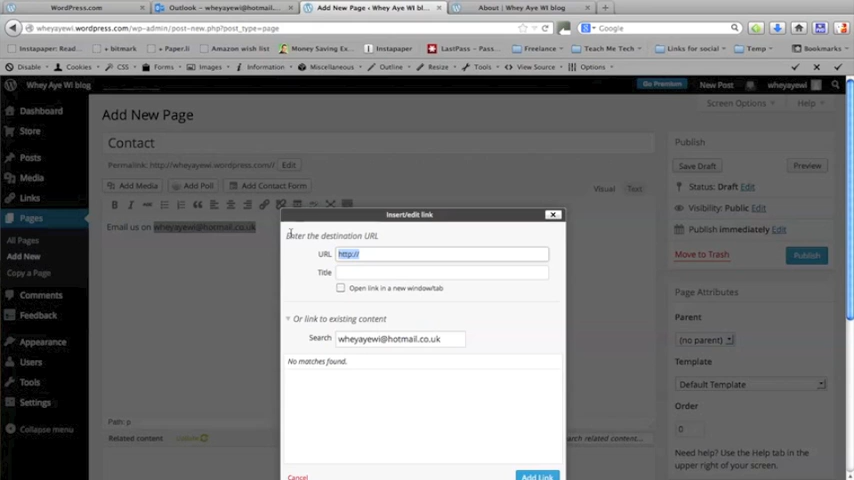 WordPress.com
Outlook – wheyayewi@hotmail....
Add New Page ‹ Whey Aye WI bl...
About | Whey Aye WI blog
wheyayewi.wordpress.com/wp-admin/post-new.php?post_type=page
Google
Instapaper: Read... + bitmark + Paper.li Amazon wish list Money Saving Ex... Instapaper LastPass – Pass... Freelance Teach Me Tech Links for social Temp Bookmarks
Disable Cookies CSS Forms Images Information Miscellaneous Outline Resize Tools View Source Options
Whey Aye WI blog Go Premium New Post wheyayewi
Screen Options Help
Dashboard
Store
Posts
Media
Links
Pages
All Pages
Add New
Copy a Page
Comments
Feedback
Appearance
Users
Tools
Settings
Collapse menu
Add New Page
Contact
Permalink: http://wheyayewi.wordpress.com// Edit
Add Media Add Poll Add Contact Form
Visual Text
B I
Email us on wheyayewi@hotmail.co.uk
Insert/edit link
Enter the destination URL
URL http://
Title
Open link in a new window/tab
Or link to existing content
Search wheyayewi@hotmail.co.uk
No matches found.
Cancel Add Link
Path: p
Related content
search related content...
Publish
Save Draft Preview
Status: Draft Edit
Visibility: Public Edit
Publish immediately Edit
Move to Trash Publish
Page Attributes
Parent
(no parent)
Template
Default Template
Order
0
Need help? Use the Help tab in the
upper right of your screen.